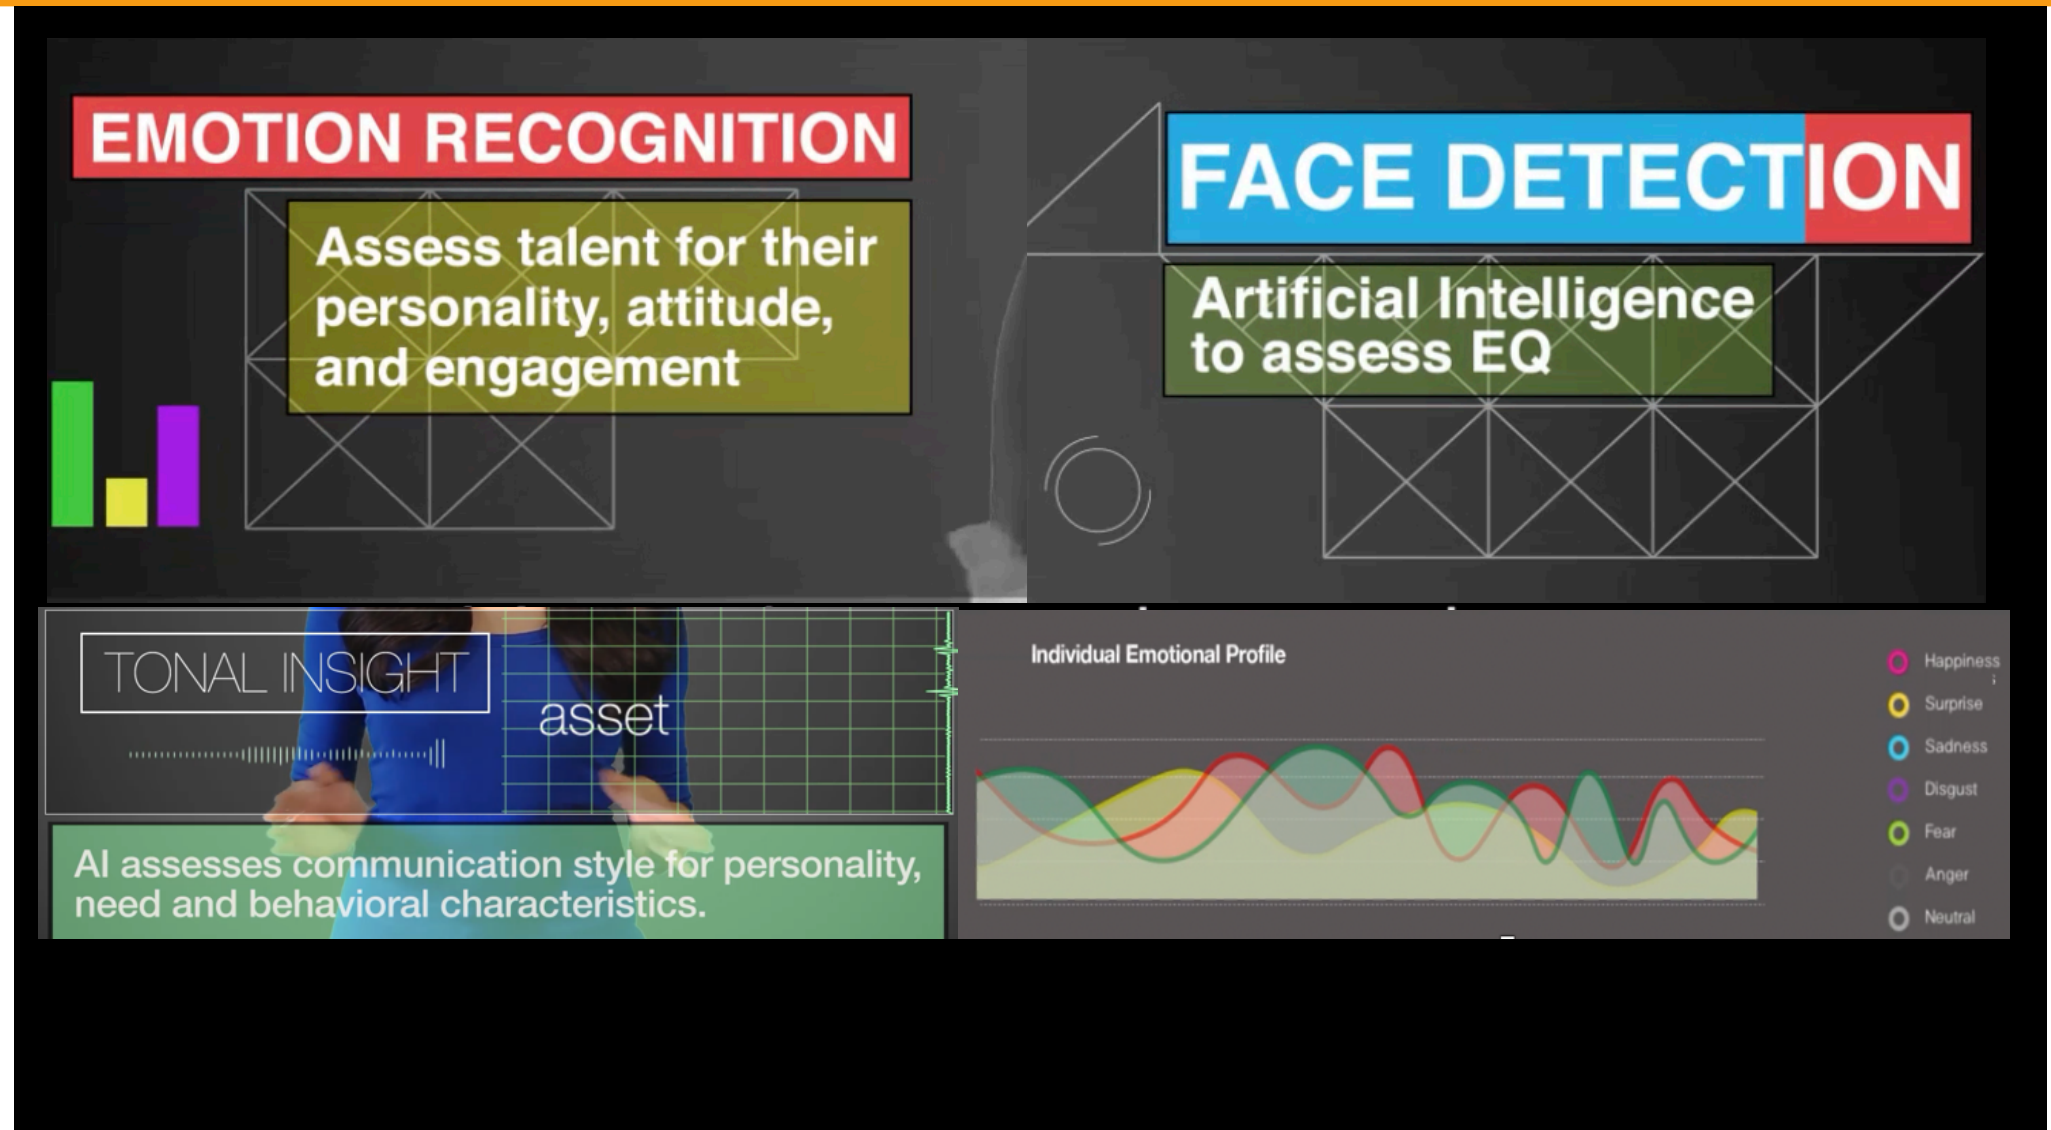 EMOTION RECOGNITION
Assess talent for their
personality, attitude,
and engagement
FACE DETECTION
Artificial Intelligence
to assess EQ
TONAL INSIGHT
asset
AI assesses communication style for personality,
need and behavioral characteristics.
Individual Emotional Profile
Happiness
Surprise
Sadness
Disgust
Fear
Anger
Neutral